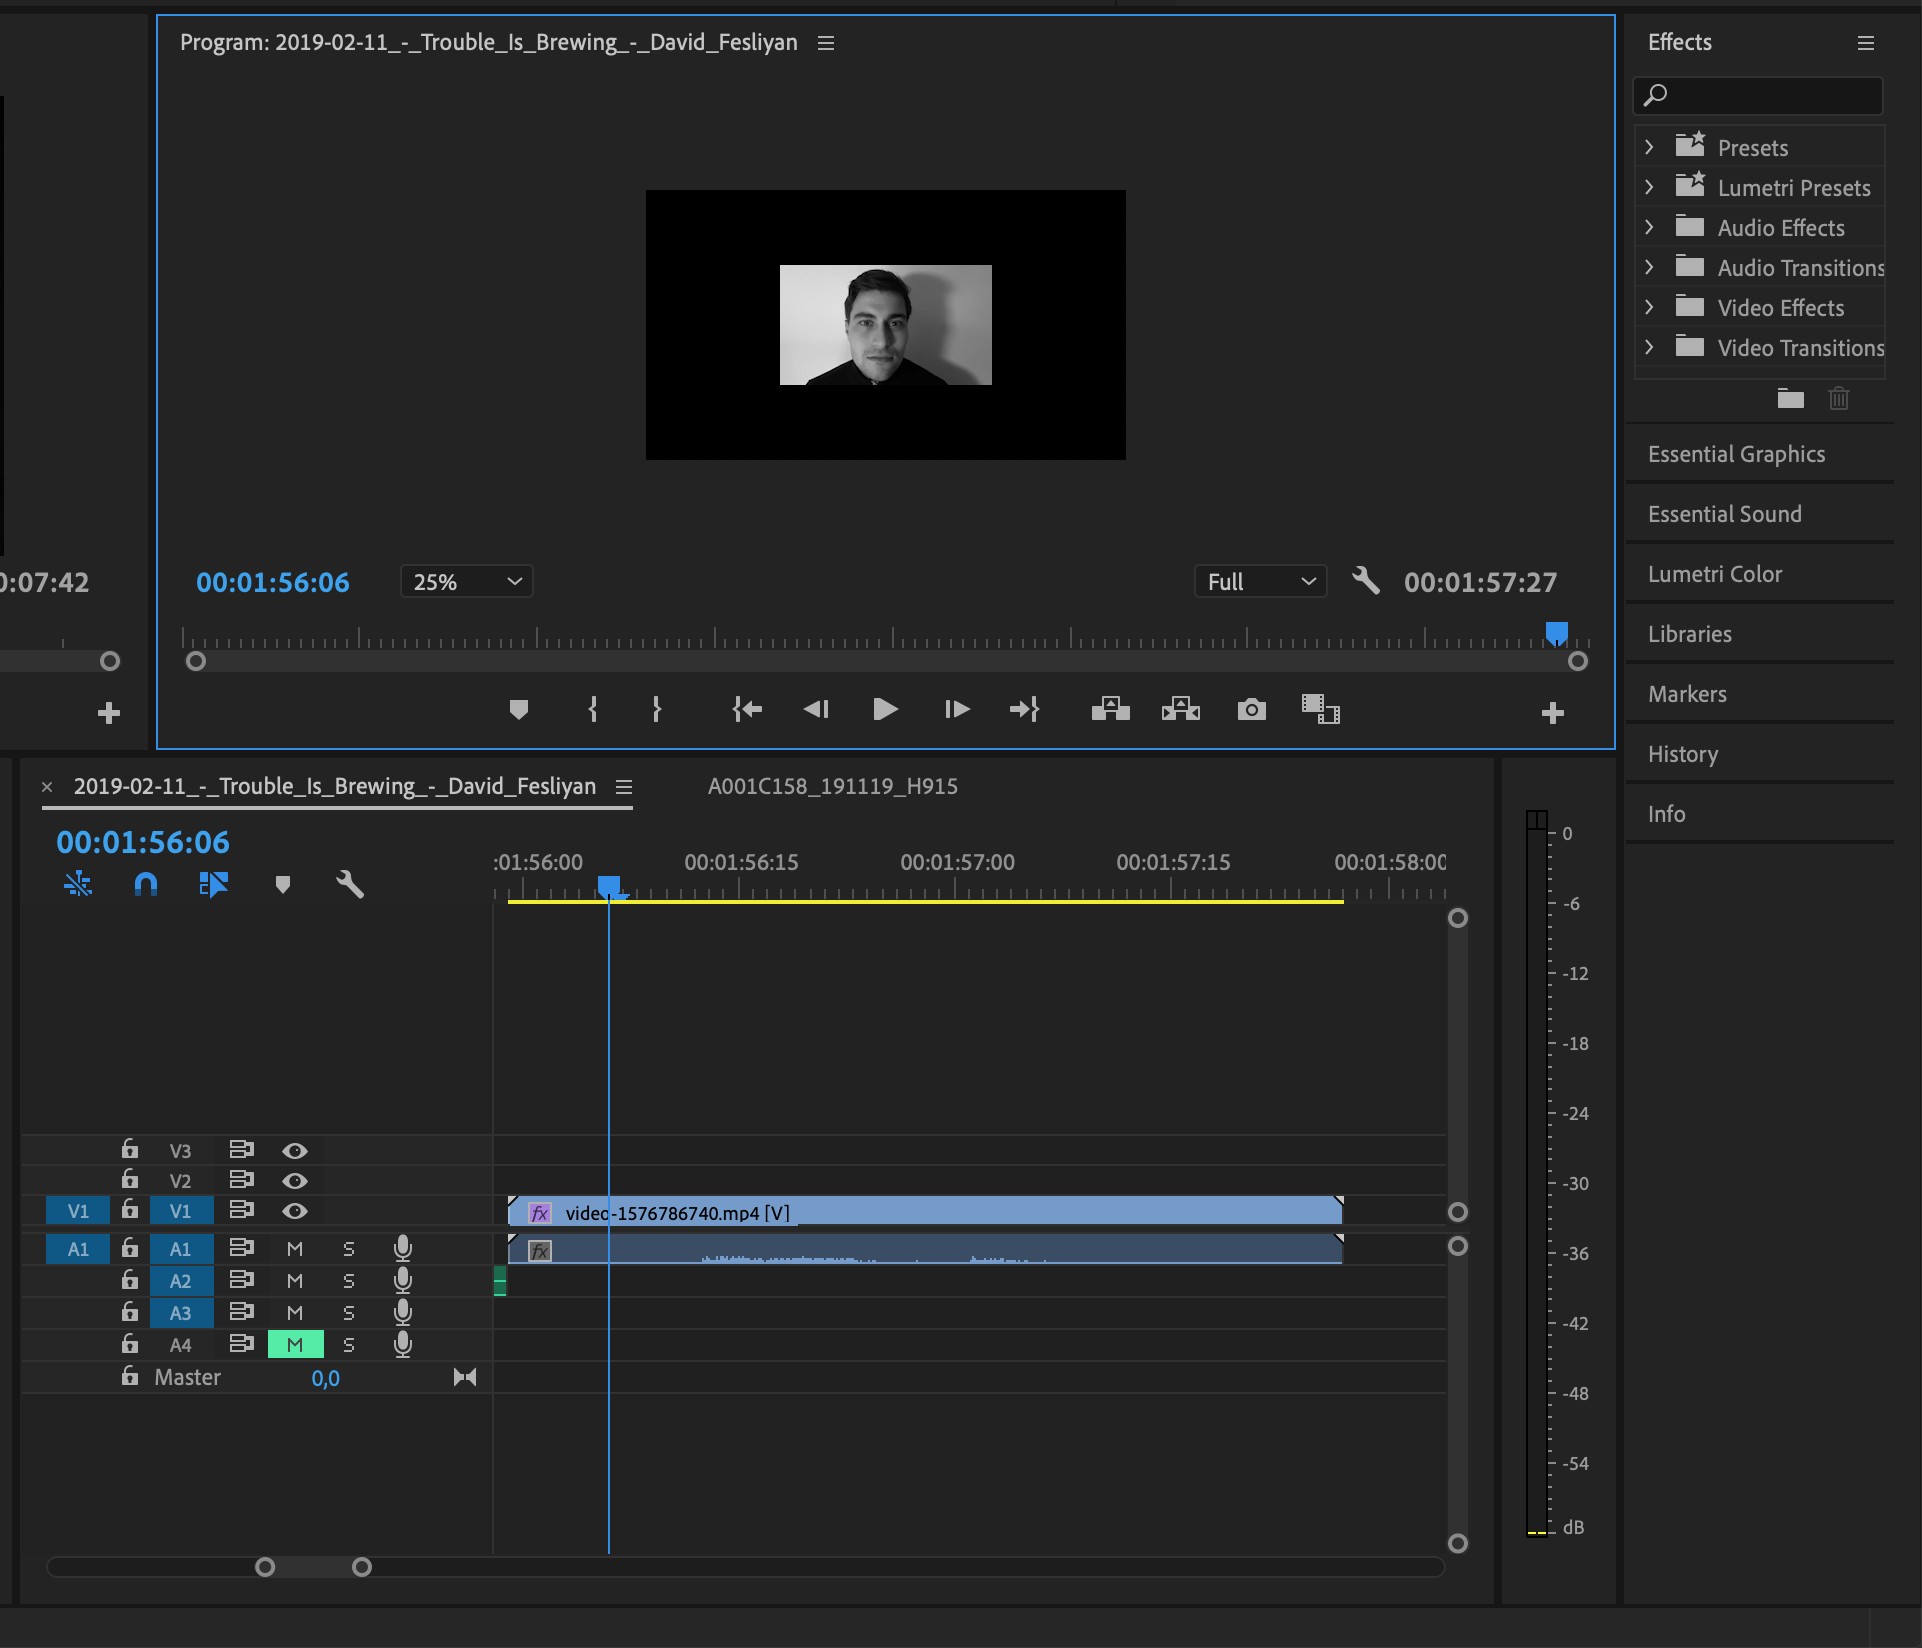 Program: 2019-02-11_-_Trouble_Is_Brewing_-_David_Fesliyan
Effects
Presets
Lumetri Presets
Audio Effects
Audio Transitions
Video Effects
Video Transitions
Essential Graphics
Essential Sound
Lumetri Color
Libraries
Markers
History
Info
0:07:42
00:01:56:06
25%
Full
00:01:57:27
2019-02-11_-_Trouble_Is_Brewing_-_David_Fesliyan
A001C158_191119_H915
00:01:56:06
:01:56:00
00:01:56:15
00:01:57:00
00:01:57:15
00:01:58:00
V3
V2
V1 V1
fx video-1576786740.mp4 [V]
A1 A1 M S
fx
A2 M S
A3 M S
A4 M S
Master 0,0
0
-6
-12
-18
-24
-30
-36
-42
-48
-54
dB